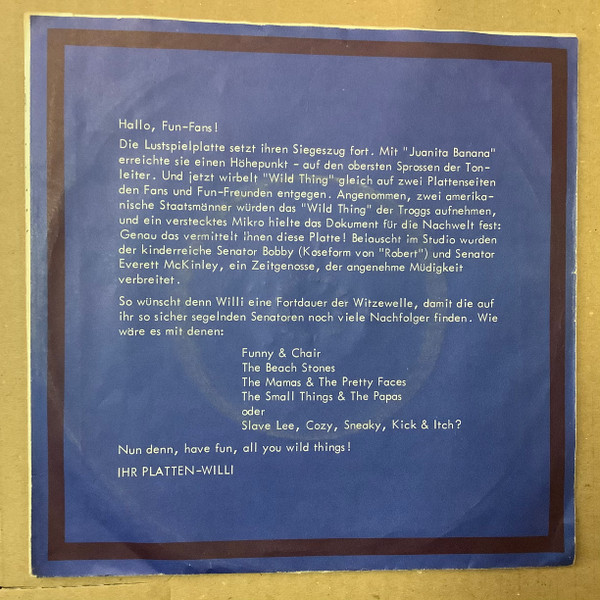 Hallo, Fun-Fans!
Die Lustspielplatte setzt ihren Siegeszug fort. Mit "Juanita Banana"
erreichte sie einen Höhepunkt - auf den obersten Sprossen der Ton-
leiter. Und jetzt wirbelt "Wild Thing" gleich auf zwei Plattenseiten
den Fans und Fun-Freunden entgegen. Angenommen, zwei amerika-
nische Staatsmänner würden das "Wild Thing" der Troggs aufnehmen,
und ein verstecktes Mikro hielte das Dokument für die Nachwelt fest:
Genau das vermittelt Ihnen diese Platte! Belauscht im Studio wurden
der kinderreiche Senator Bobby (Koseform von "Robert") und Senator
Everett McKinley, ein Zeitgenosse, der angenehme Müdigkeit
verbreitet.
So wünscht denn Willi eine Fortdauer der Witzewelle, damit die auf
ihr so sicher segelnden Senatoren noch viele Nachfolger finden. Wie
wäre es mit denen:
Funny & Chair
The Beach Stones
The Mamas & The Pretty Faces
The Small Things & The Papas
oder
Slave Lee, Cozy, Sneaky, Kick & Itch?
Nun denn, have fun, all you wild things!
IHR PLATTEN-WILLI